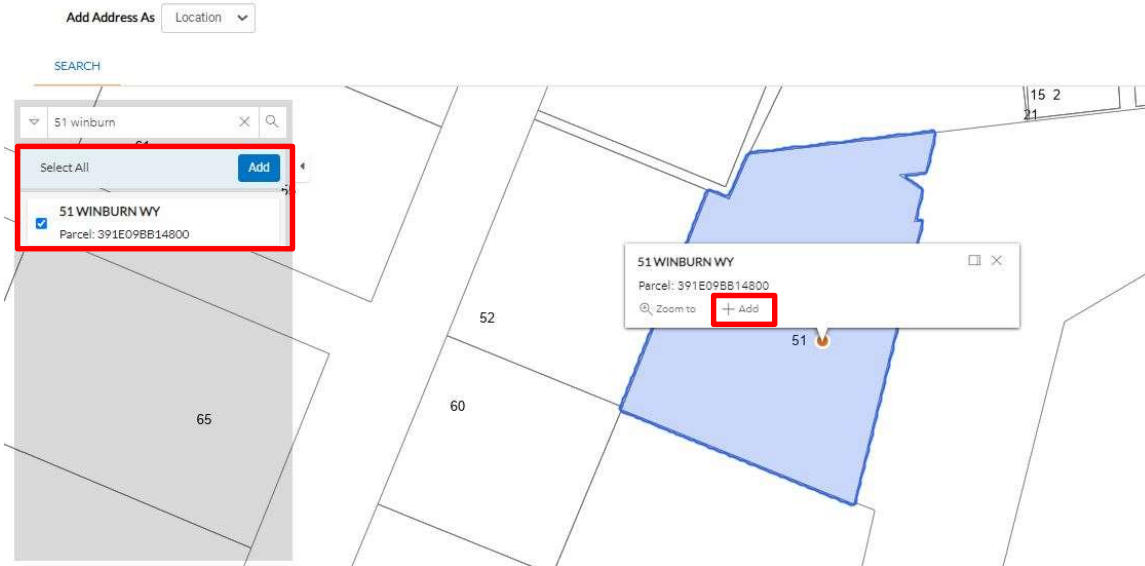 Add Address As Location
SEARCH
51 winburn
Select All Add
51 WINBURN WY
Parcel: 391E09BB14800
15 2
21
51 WINBURN WY
Parcel: 391E09BB14800
Zoom to + Add
52
51
60
65